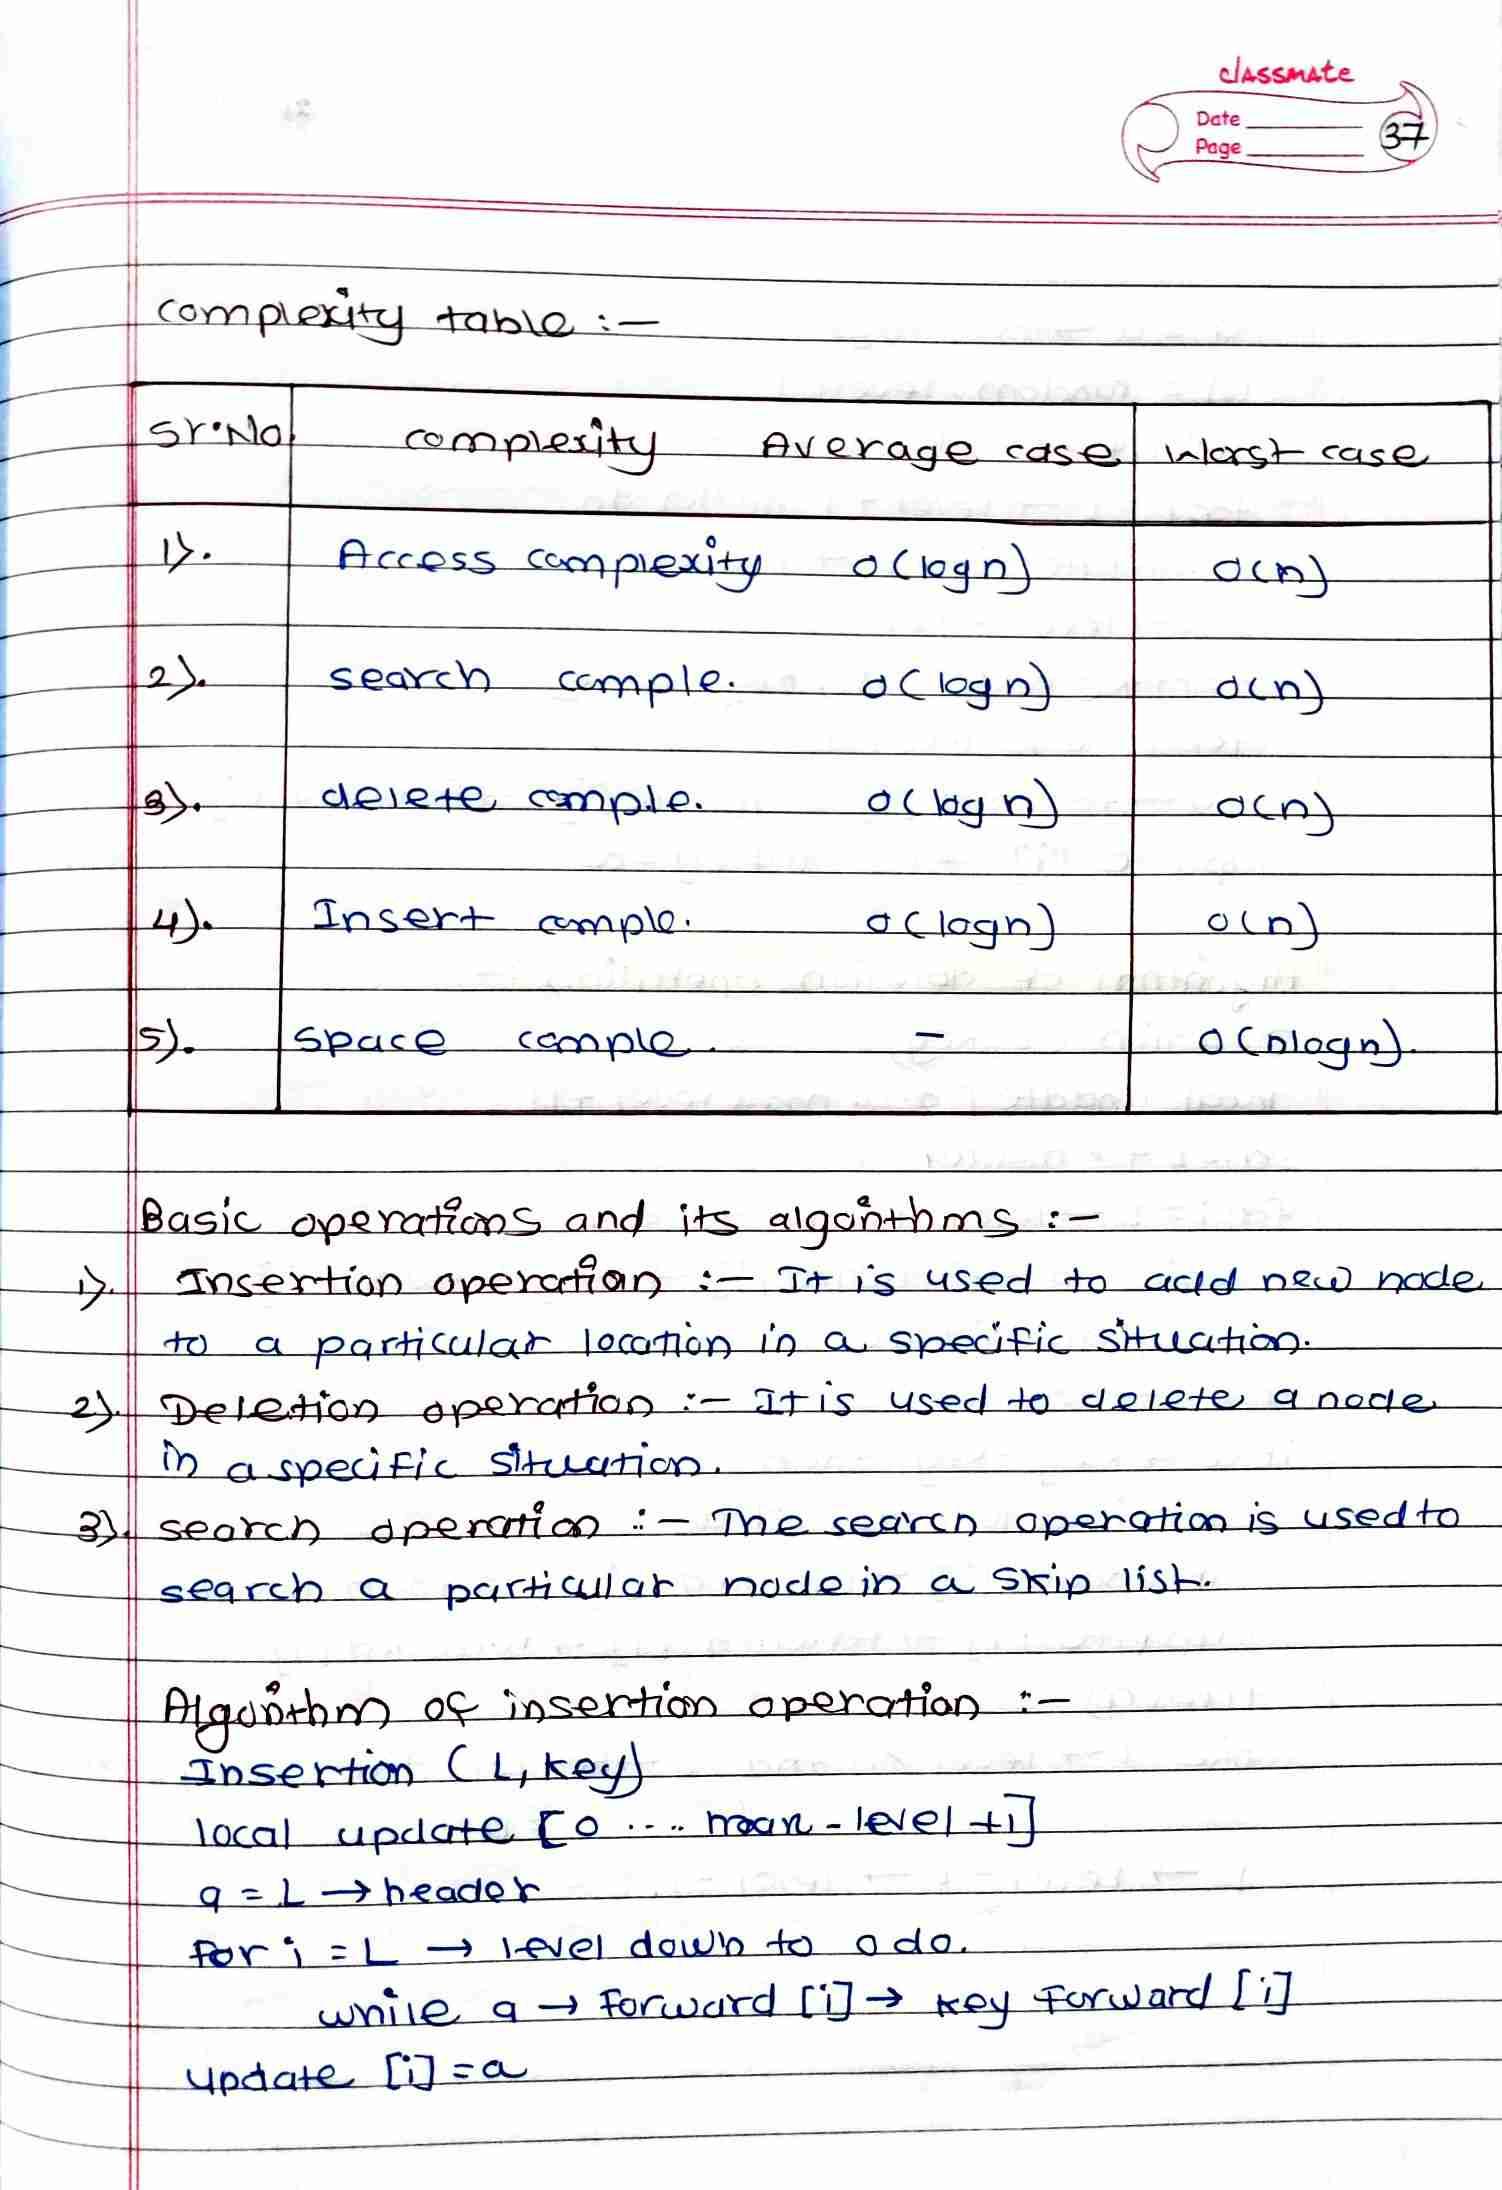 classmate
Date
Page 37
complexity table :-
Sr.No. complexity Average case Worst case
1). Access complexity O(logn) O(n)
2). search comple. O(logn) O(n)
3). delete comple. O(log n) O(n)
4). Insert comple. O(logn) O(n)
5). space comple. - O(nlogn).
Basic operations and its algorithms :-
1). Insertion operation :- It is used to add new node
to a particular location in a specific situation.
2). Deletion operation :- It is used to delete a node
in a specific situation.
3). search operation :- The search operation is used to
search a particular node in a skip list.
Algorithm of insertion operation :-
Insertion (L, key)
local update [0 .... max-level +1]
a = L → header
for i = L → level down to 0 do.
while a → forward [i] → key forward [i]
update [i] = a